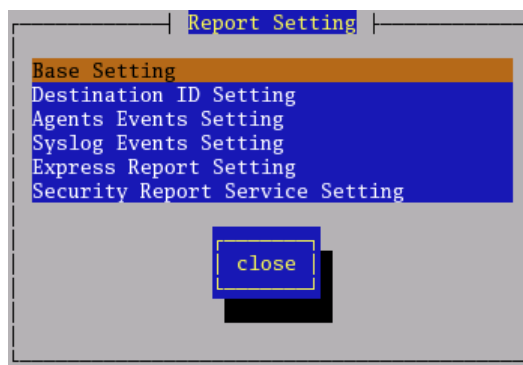 Report Setting
Base Setting
Destination ID Setting
Agents Events Setting
Syslog Events Setting
Express Report Setting
Security Report Service Setting
close